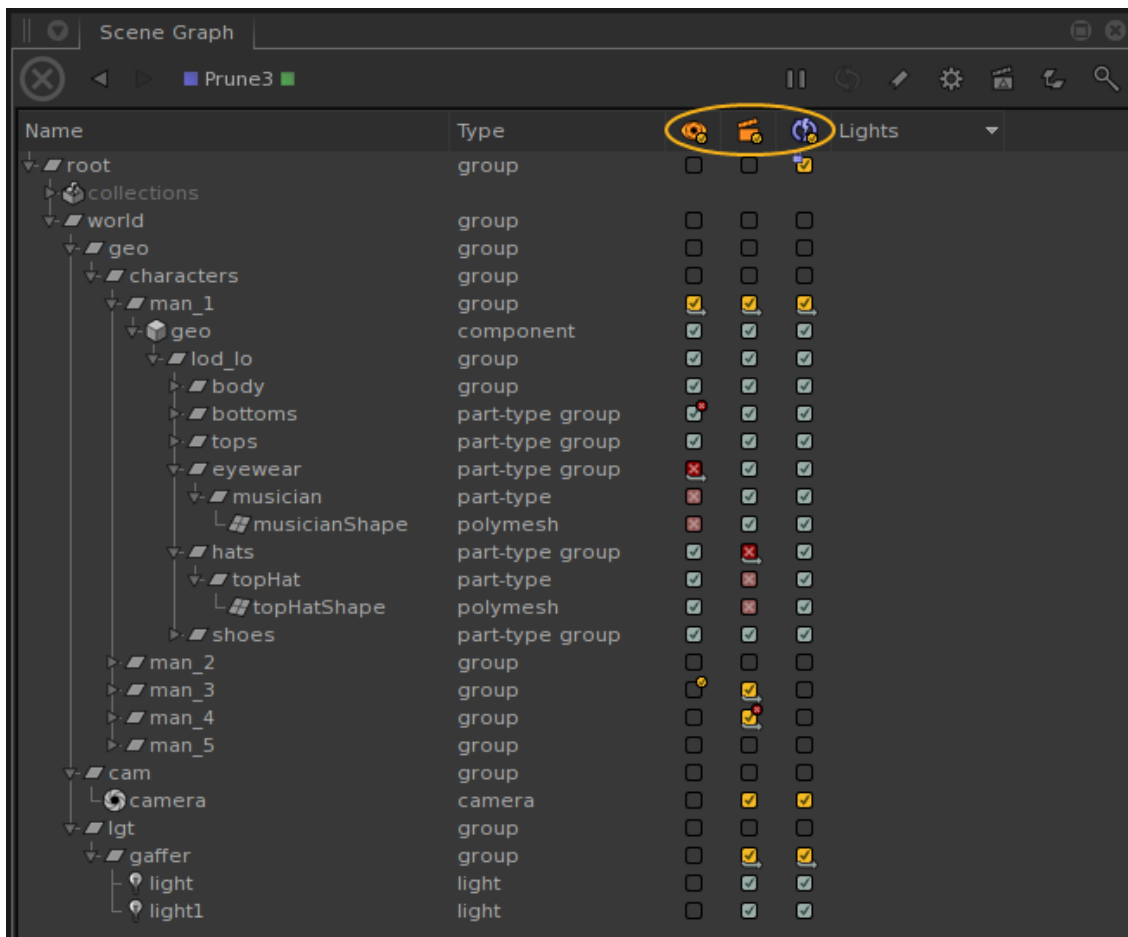 Scene Graph
Prune3
Name Type Lights
root group
collections
world group
geo group
characters group
man_1 group
geo component
lod_lo group
body group
bottoms part-type group
tops part-type group
eyewear part-type group
musician part-type
musicianShape polymesh
hats part-type group
topHat part-type
topHatShape polymesh
shoes part-type group
man_2 group
man_3 group
man_4 group
man_5 group
cam group
camera camera
lgt group
gaffer group
light light
light1 light